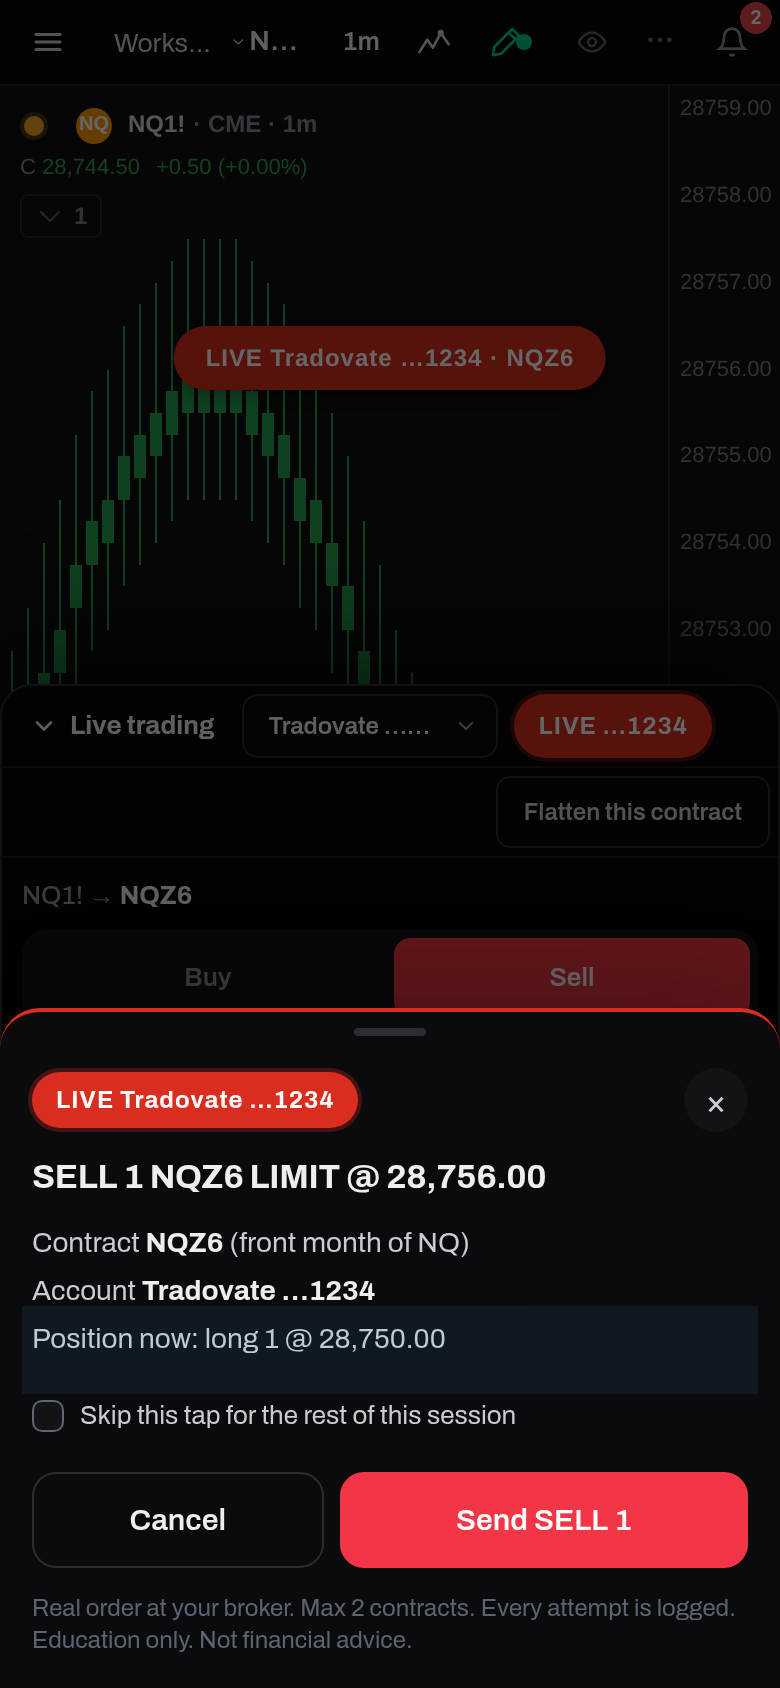 Works... N... 1m 2
NQ NQ1! · CME · 1m
C 28,744.50 +0.50 (+0.00%)
1
28759.00
28758.00
28757.00
28756.00
28755.00
28754.00
28753.00
LIVE Tradovate ...1234 · NQZ6
Live trading Tradovate ...... LIVE ...1234
Flatten this contract
NQ1! → NQZ6
Buy Sell
LIVE Tradovate ...1234 ×
SELL 1 NQZ6 LIMIT @ 28,756.00
Contract NQZ6 (front month of NQ)
Account Tradovate ...1234
Position now: long 1 @ 28,750.00
Skip this tap for the rest of this session
Cancel Send SELL 1
Real order at your broker. Max 2 contracts. Every attempt is logged.
Education only. Not financial advice.